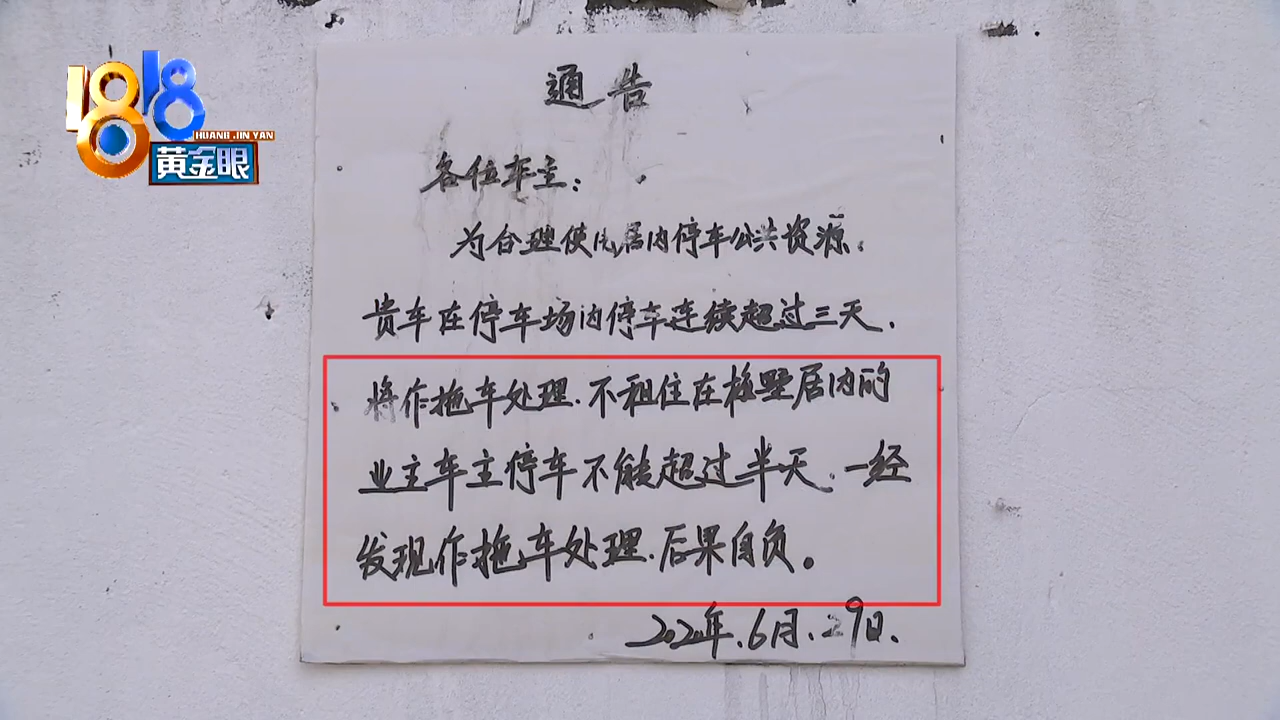 1818
HUANG JIN YAN
黄金眼
通告
各位车主:
为合理使用居内停车公共资源,
贵车在停车场内停车连续超过三天,
将作拖车处理.不租住在梅墅居内的
业主车主停车不能超过半天.一经
发现作拖车处理.后果自负。
2020年.6月.29日.